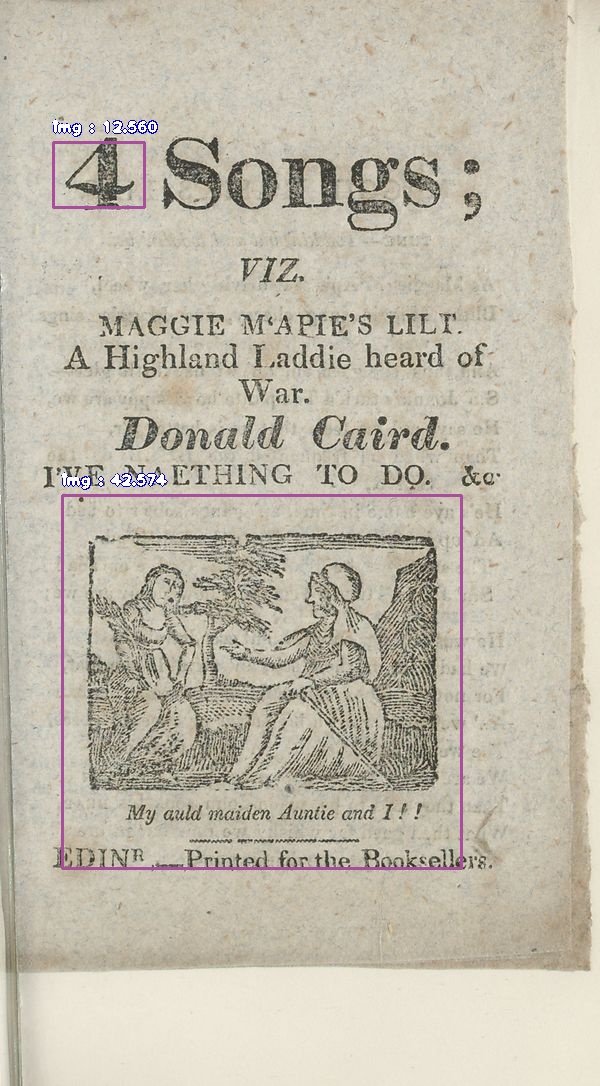 img : 12.560
4 Songs;
VIZ.
MAGGIE M'APIE'S LILT.
A Highland Laddie heard of
War.
Donald Caird.
I'VE NAETHING TO DO. &c
img : 42.574
My auld maiden Auntie and I!!
EDINR.—Printed for the Booksellers.